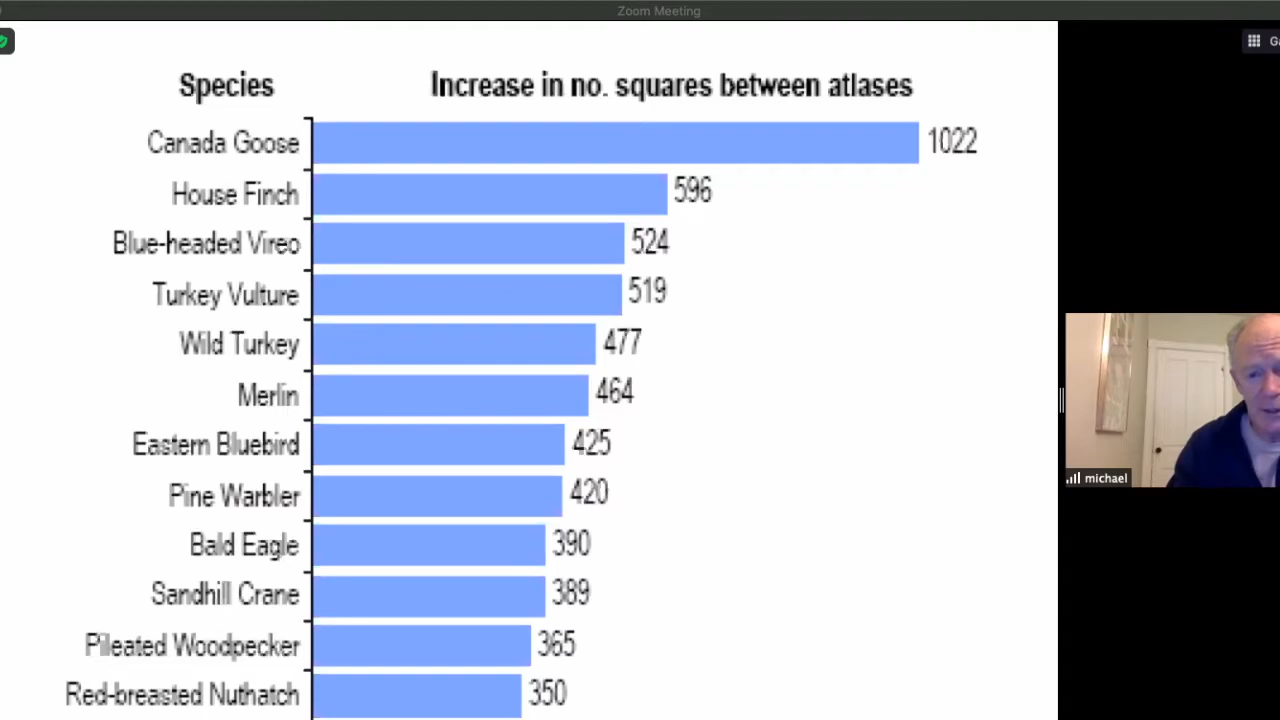 Zoom Meeting
Species Increase in no. squares between atlases
Canada Goose 1022
House Finch 596
Blue-headed Vireo 524
Turkey Vulture 519
Wild Turkey 477
Merlin 464
Eastern Bluebird 425
Pine Warbler 420
Bald Eagle 390
Sandhill Crane 389
Pileated Woodpecker 365
Red-breasted Nuthatch 350
michael